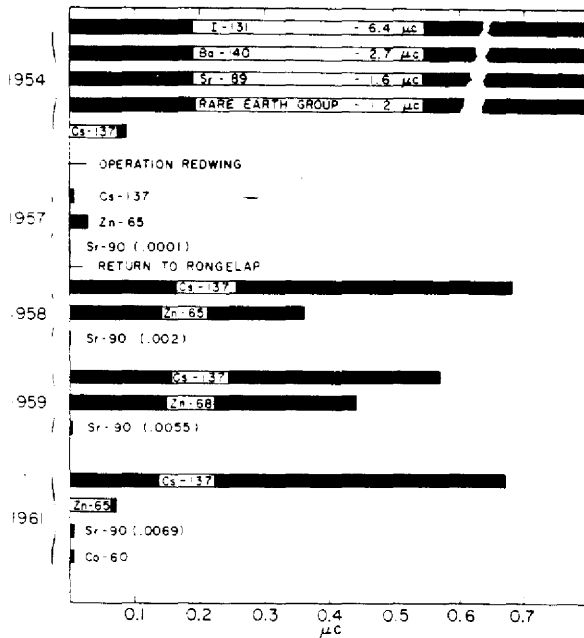 I-131 - 6.4 μc
Ba-140 - 2.7 μc
1954
Sr-89 - 1.6 μc
RARE EARTH GROUP - 1.2 μc
Cs-137
OPERATION REDWING
Cs-137
1957
Zn-65
Sr-90 (.0001)
RETURN TO RONGELAP
Cs-137
1958
Zn-65
Sr-90 (.002)
Cs-137
1959
Zn-68
Sr-90 (.0055)
Cs-137
Zn-65
1961
Sr-90 (.0069)
Co-60
0.1 0.2 0.3 0.4 0.5 0.6 0.7
μc